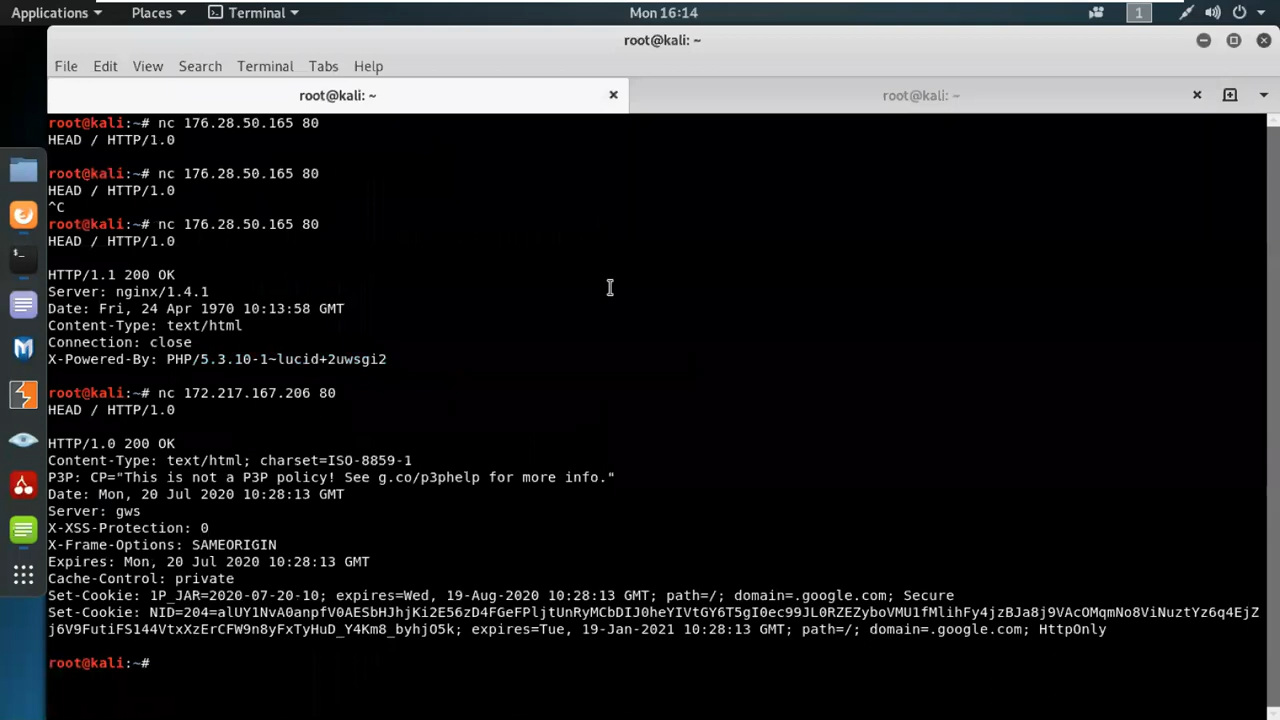 Applications Places Terminal Mon 16:14 1
root@kali: ~
File Edit View Search Terminal Tabs Help
root@kali: ~ root@kali: ~
root@kali:~# nc 176.28.50.165 80
HEAD / HTTP/1.0
root@kali:~# nc 176.28.50.165 80
HEAD / HTTP/1.0
^C
root@kali:~# nc 176.28.50.165 80
HEAD / HTTP/1.0
HTTP/1.1 200 OK
Server: nginx/1.4.1
Date: Fri, 24 Apr 1970 10:13:58 GMT
Content-Type: text/html
Connection: close
X-Powered-By: PHP/5.3.10-1~lucid+2uwsgi2
root@kali:~# nc 172.217.167.206 80
HEAD / HTTP/1.0
HTTP/1.0 200 OK
Content-Type: text/html; charset=ISO-8859-1
P3P: CP="This is not a P3P policy! See g.co/p3phelp for more info."
Date: Mon, 20 Jul 2020 10:28:13 GMT
Server: gws
X-XSS-Protection: 0
X-Frame-Options: SAMEORIGIN
Expires: Mon, 20 Jul 2020 10:28:13 GMT
Cache-Control: private
Set-Cookie: 1P_JAR=2020-07-20-10; expires=Wed, 19-Aug-2020 10:28:13 GMT; path=/; domain=.google.com; Secure
Set-Cookie: NID=204=alUY1NvA0anpfV0AESbHJhjKi2E56zD4FGeFPljtUnRyMCbDIJ0heYIVtGY6T5gI0ec99JL0RZEZyboVMU1fMlihFy4jzBJa8j9VAcOMqmNo8ViNuztYz6q4EjZ
j6V9FutiFS144VtxXzErCFW9n8yFxTyHuD_Y4Km8_byhjO5k; expires=Tue, 19-Jan-2021 10:28:13 GMT; path=/; domain=.google.com; HttpOnly
root@kali:~#